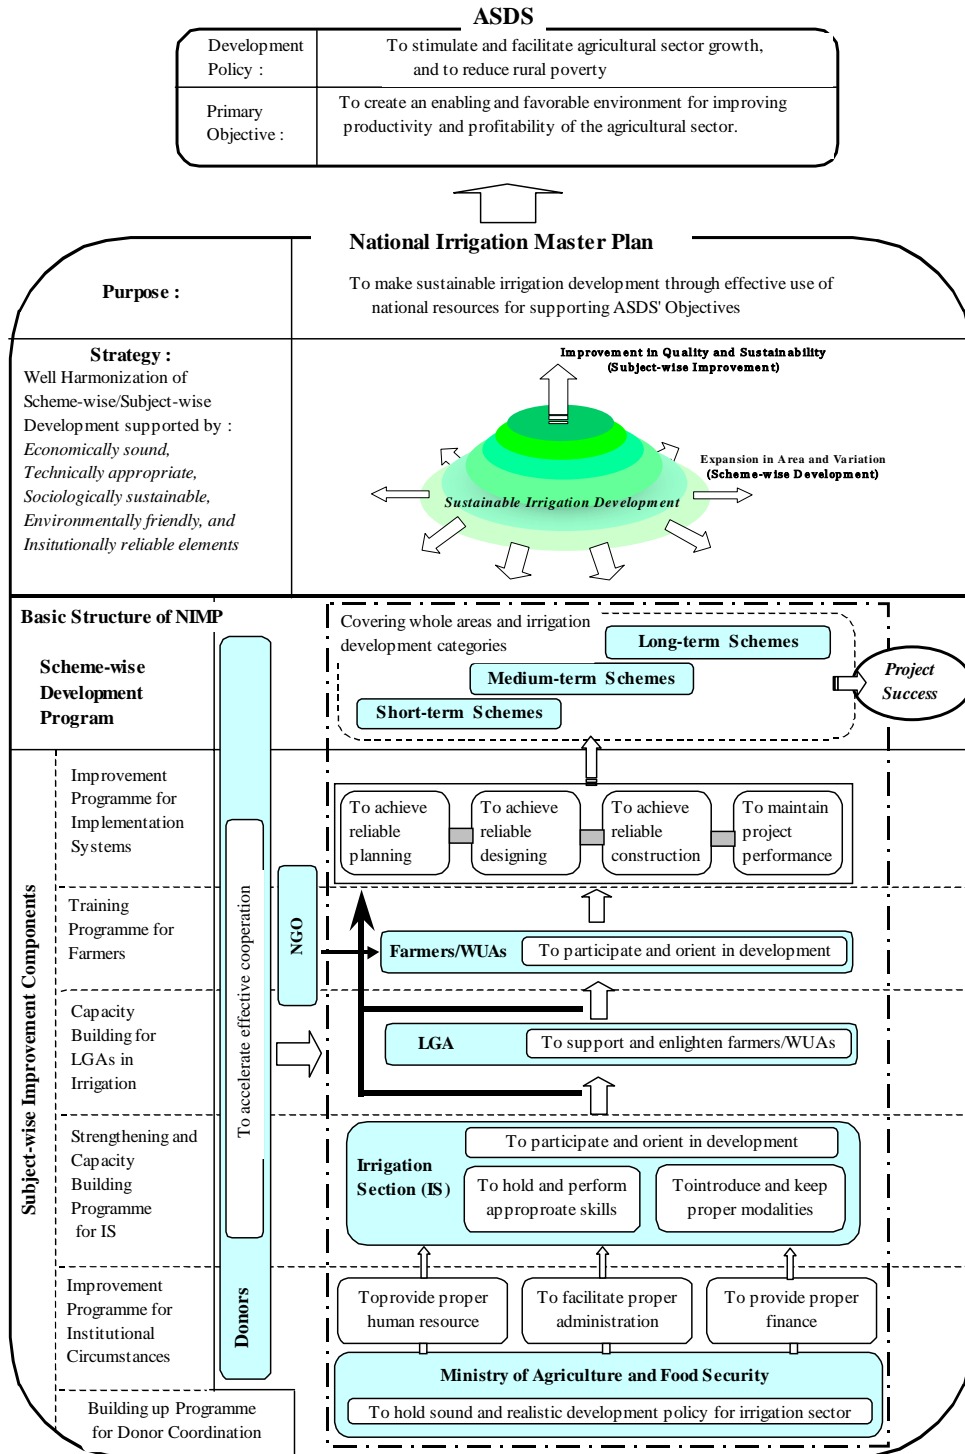 ASDS
Development
Policy :
To stimulate and facilitate agricultural sector growth,
and to reduce rural poverty
Primary
Objective :
To create an enabling and favorable environment for improving
productivity and profitability of the agricultural sector.
National Irrigation Master Plan
Purpose :
To make sustainable irrigation development through effective use of
national resources for supporting ASDS' Objectives
Strategy :
Well Harmonization of
Scheme-wise/Subject-wise
Development supported by :
Economically sound,
Technically appropriate,
Sociologically sustainable,
Environmentally friendly, and
Insitutionally reliable elements
Improvement in Quality and Sustainability
(Subject-wise Improvement)
Expansion in Area and Variation
(Scheme-wise Development)
Sustainable Irrigation Development
Basic Structure of NIMP
Scheme-wise
Development
Program
Covering whole areas and irrigation
development categories
Long-term Schemes
Medium-term Schemes
Short-term Schemes
Project
Success
Subject-wise Improvement Components
Improvement
Programme for
Implementation
Systems
To achieve
reliable
planning
To achieve
reliable
designing
To achieve
reliable
construction
To maintain
project
performance
Training
Programme for
Farmers
NGO
Farmers/WUAs
To participate and orient in development
To accelerate effective cooperation
Donors
Capacity
Building for
LGAs in
Irrigation
LGA
To support and enlighten farmers/WUAs
Strengthening and
Capacity
Building
Programme
for IS
Irrigation
Section (IS)
To participate and orient in development
To hold and perform
approproate skills
Tointroduce and keep
proper modalities
Improvement
Programme for
Institutional
Circumstances
Toprovide proper
human resource
To facilitate proper
administration
To provide proper
finance
Ministry of Agriculture and Food Security
To hold sound and realistic development policy for irrigation sector
Building up Programme
for Donor Coordination